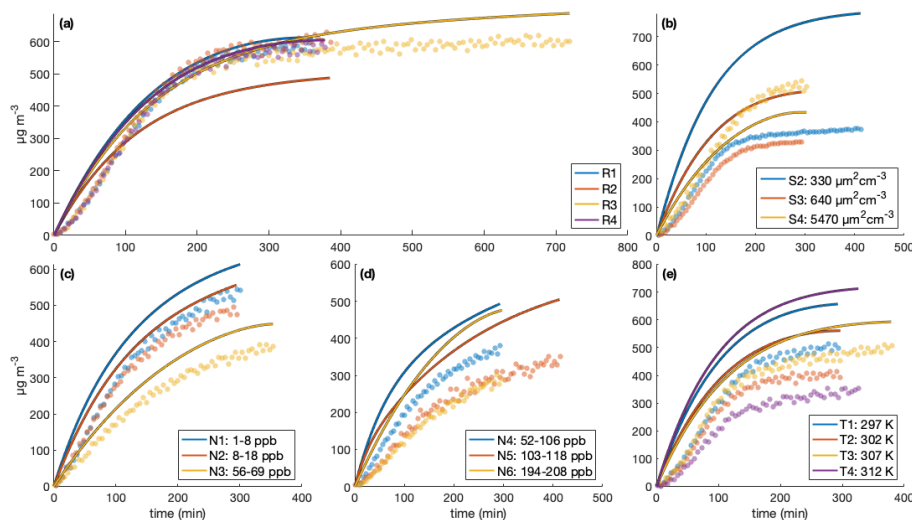 (a)
µg m⁻³
600
500
400
300
200
100
0
0 100 200 300 400 500 600 700 800
R1
R2
R3
R4
(b)
700
600
500
400
300
200
100
0
0 100 200 300 400 500
S2: 330 µm²cm⁻³
S3: 640 µm²cm⁻³
S4: 5470 µm²cm⁻³
(c)
600
500
400
300
200
100
0
0 100 200 300 400
time (min)
N1: 1-8 ppb
N2: 8-18 ppb
N3: 56-69 ppb
(d)
600
500
400
300
200
100
0
0 100 200 300 400 500
time (min)
N4: 52-106 ppb
N5: 103-118 ppb
N6: 194-208 ppb
(e)
800
700
600
500
400
300
200
100
0
0 100 200 300 400
time (min)
T1: 297 K
T2: 302 K
T3: 307 K
T4: 312 K